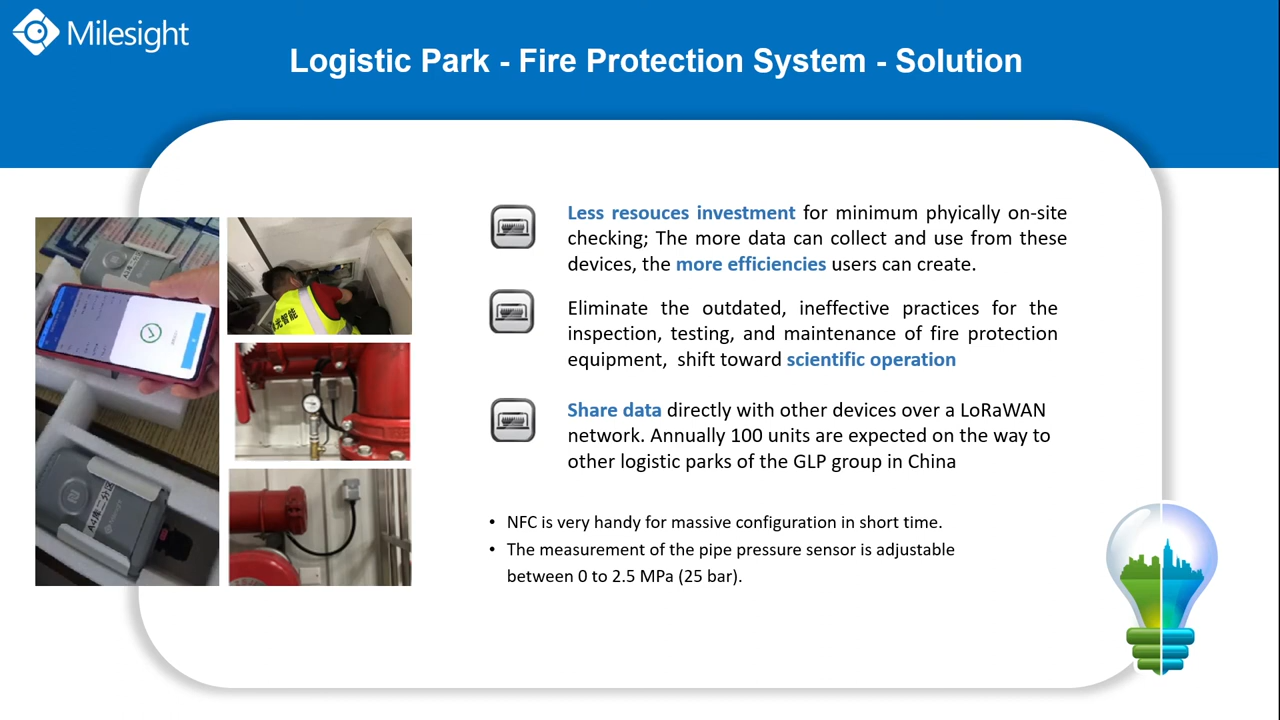 Milesight
Logistic Park - Fire Protection System - Solution
Less resouces investment for minimum phyically on-site
checking; The more data can collect and use from these
devices, the more efficiencies users can create.
Eliminate the outdated, ineffective practices for the
inspection, testing, and maintenance of fire protection
equipment, shift toward scientific operation
Share data directly with other devices over a LoRaWAN
network. Annually 100 units are expected on the way to
other logistic parks of the GLP group in China
• NFC is very handy for massive configuration in short time.
• The measurement of the pipe pressure sensor is adjustable
between 0 to 2.5 MPa (25 bar).
光智能